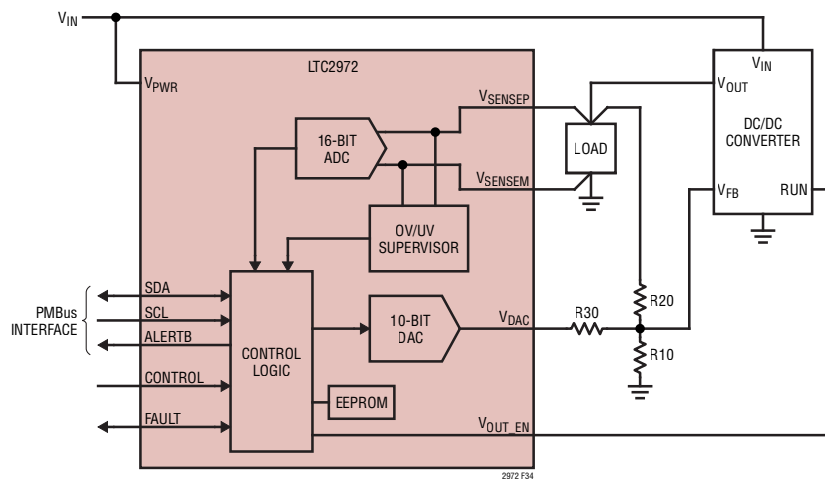 VIN
LTC2972
VPWR
VSENSEP
16-BIT
ADC
VSENSEM
OV/UV
SUPERVISOR
LOAD
VIN
VOUT
DC/DC
CONVERTER
VFB
RUN
PMBus
INTERFACE
SDA
SCL
ALERTB
CONTROL
FAULT
CONTROL
LOGIC
10-BIT
DAC
VDAC
EEPROM
VOUT_EN
R30
R20
R10
2972 F34